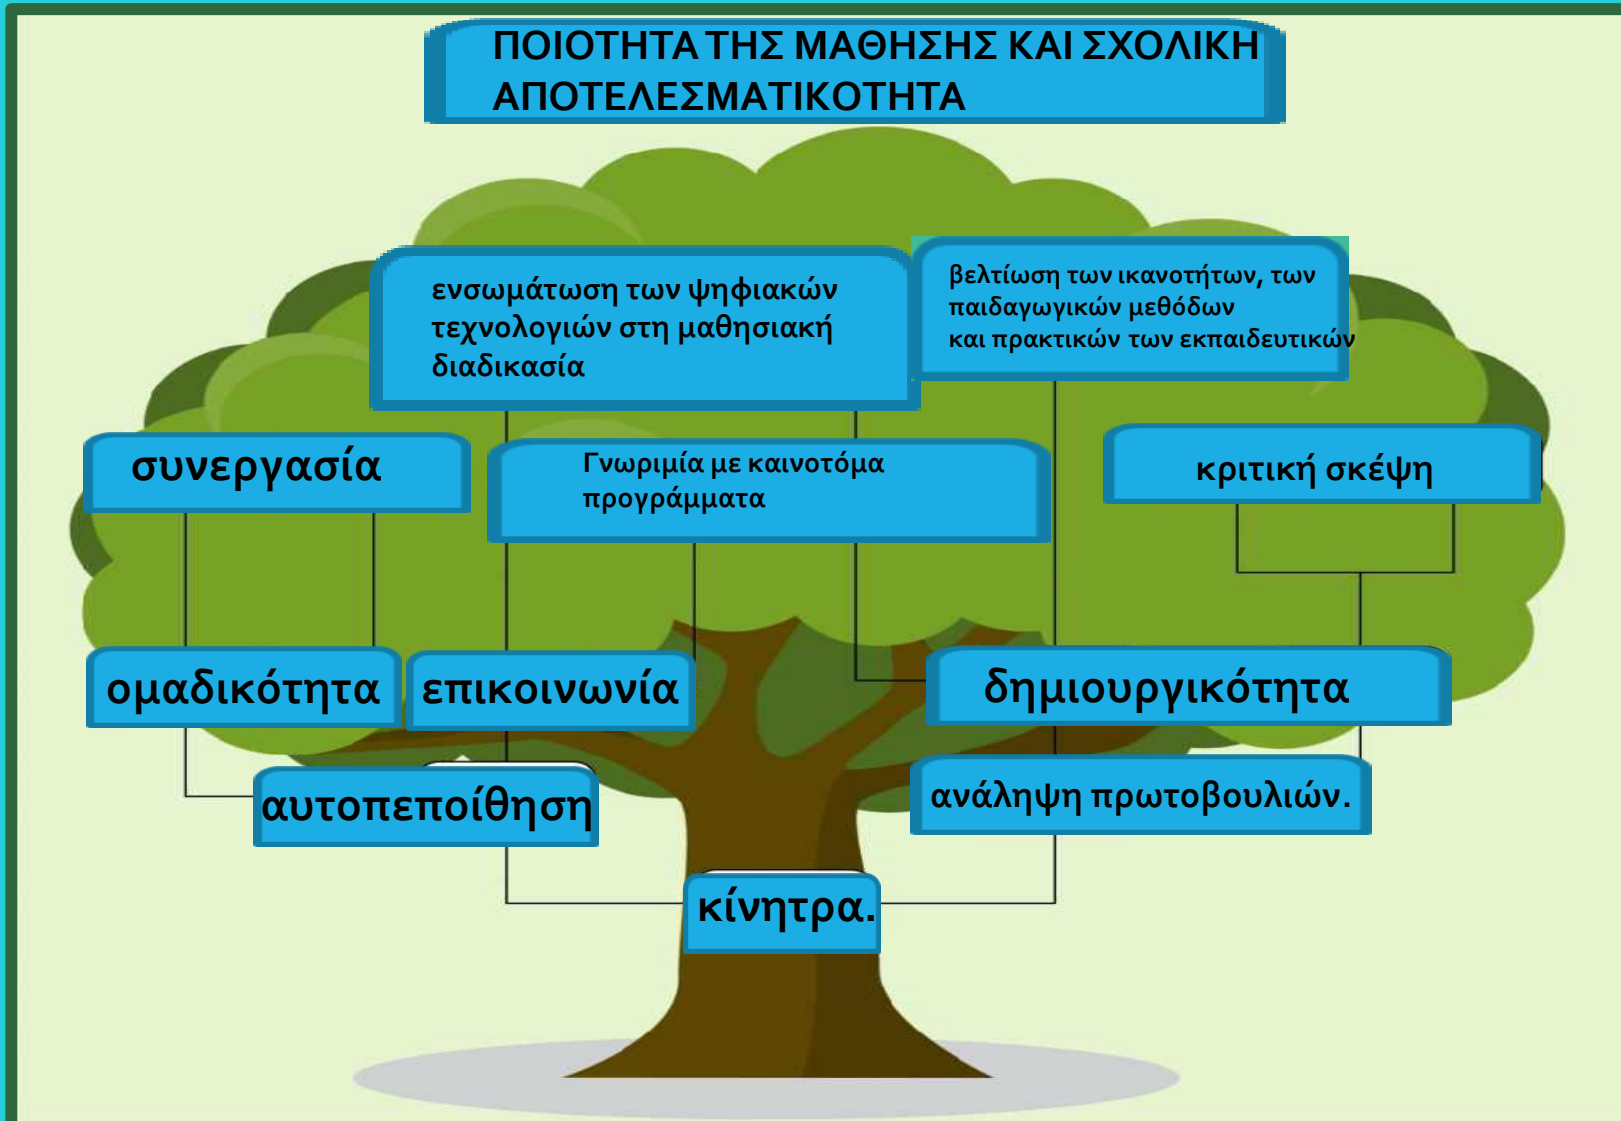 ΠΟΙΟΤΗΤΑ ΤΗΣ ΜΑΘΗΣΗΣ ΚΑΙ ΣΧΟΛΙΚΗ
ΑΠΟΤΕΛΕΣΜΑΤΙΚΟΤΗΤΑ
ενσωμάτωση των ψηφιακών
τεχνολογιών στη μαθησιακή
διαδικασία
βελτίωση των ικανοτήτων, των
παιδαγωγικών μεθόδων
και πρακτικών των εκπαιδευτικών
συνεργασία
Γνωριμία με καινοτόμα
προγράμματα
κριτική σκέψη
ομαδικότητα
επικοινωνία
δημιουργικότητα
αυτοπεποίθηση
ανάληψη πρωτοβουλιών.
κίνητρα.